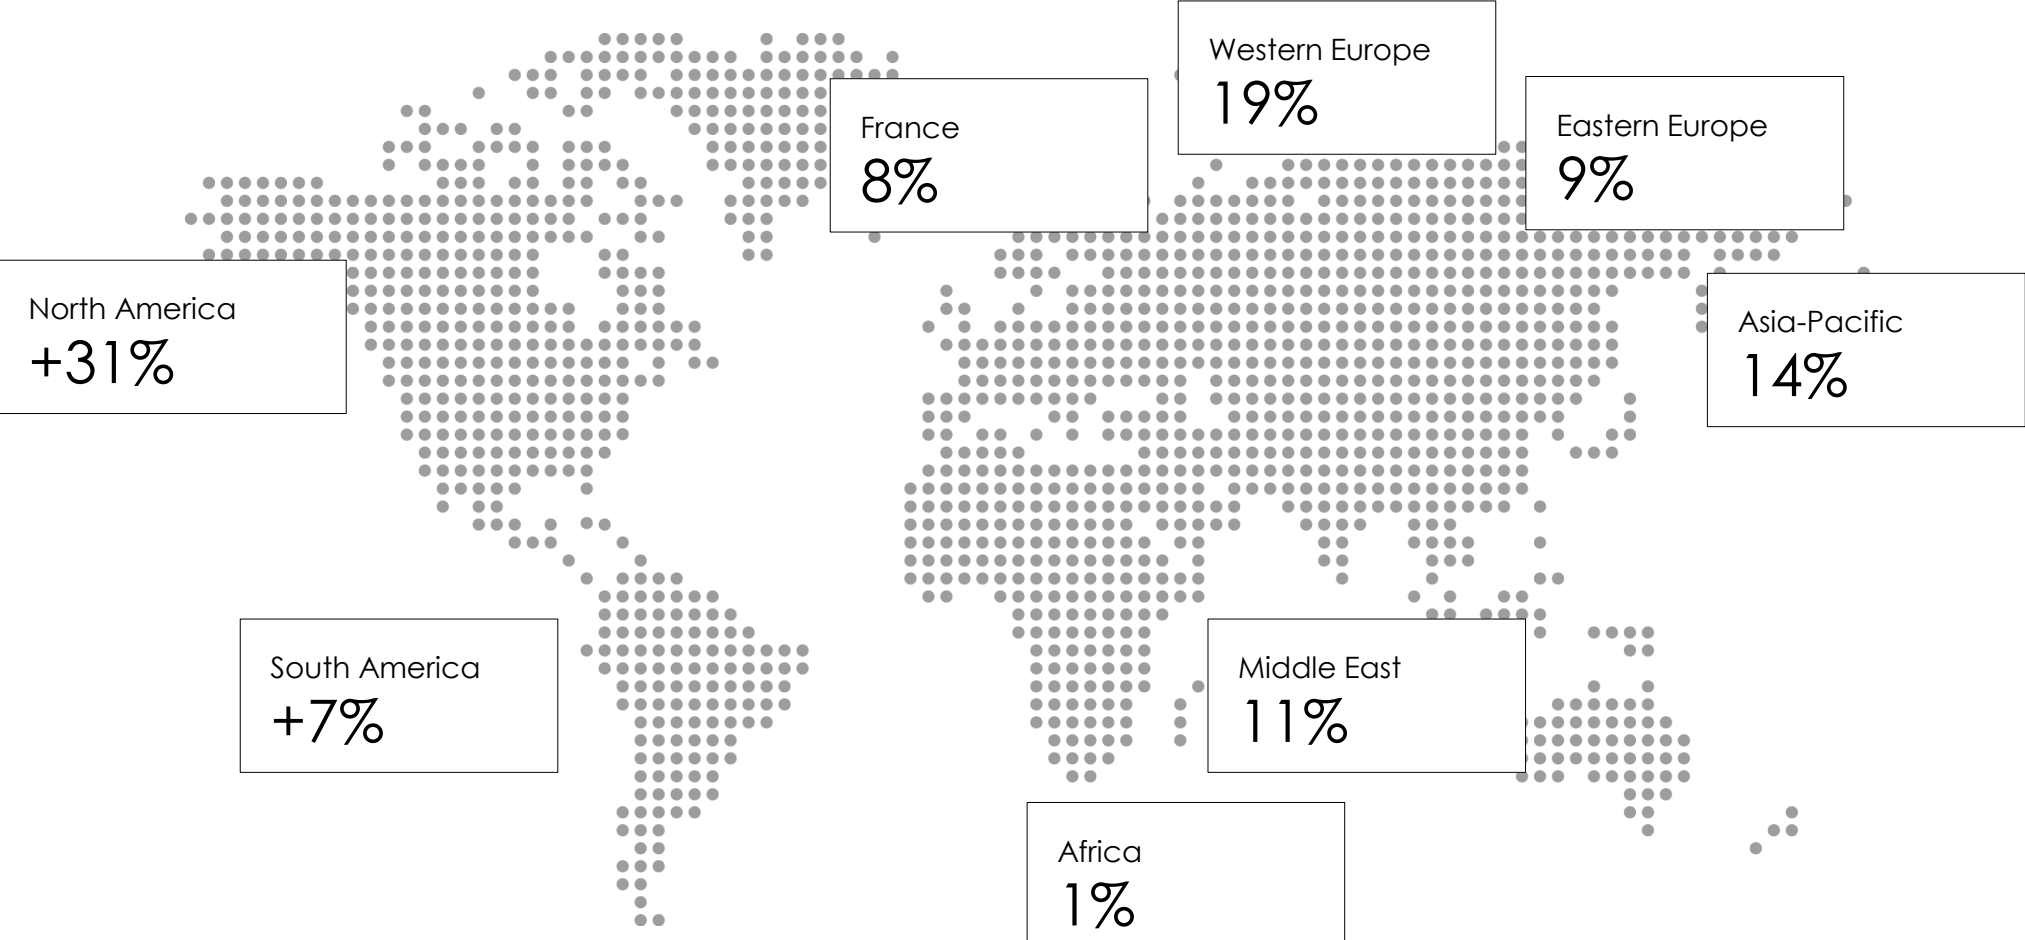 Western Europe
19%
France
8%
Eastern Europe
9%
North America
+31%
Asia-Pacific
14%
South America
+7%
Middle East
11%
Africa
1%